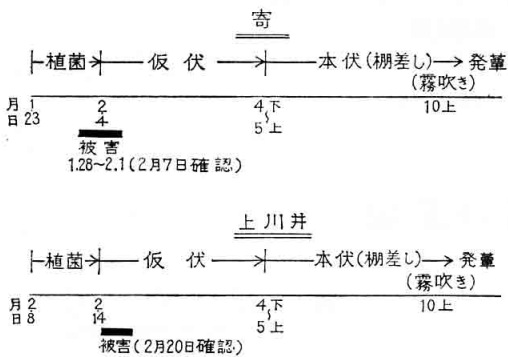 寄
植菌 仮伏 本伏(棚差し) 発蕈
(霧吹き)
月 1 2 4下 10上
日 23 4 〜
5上
被害
1.28〜2.1(2月7日確認)
上川井
植菌 仮伏 本伏(棚差し) 発蕈
(霧吹き)
月 2 2 4下 10上
日 8 14 〜
5上
被害(2月20日確認)